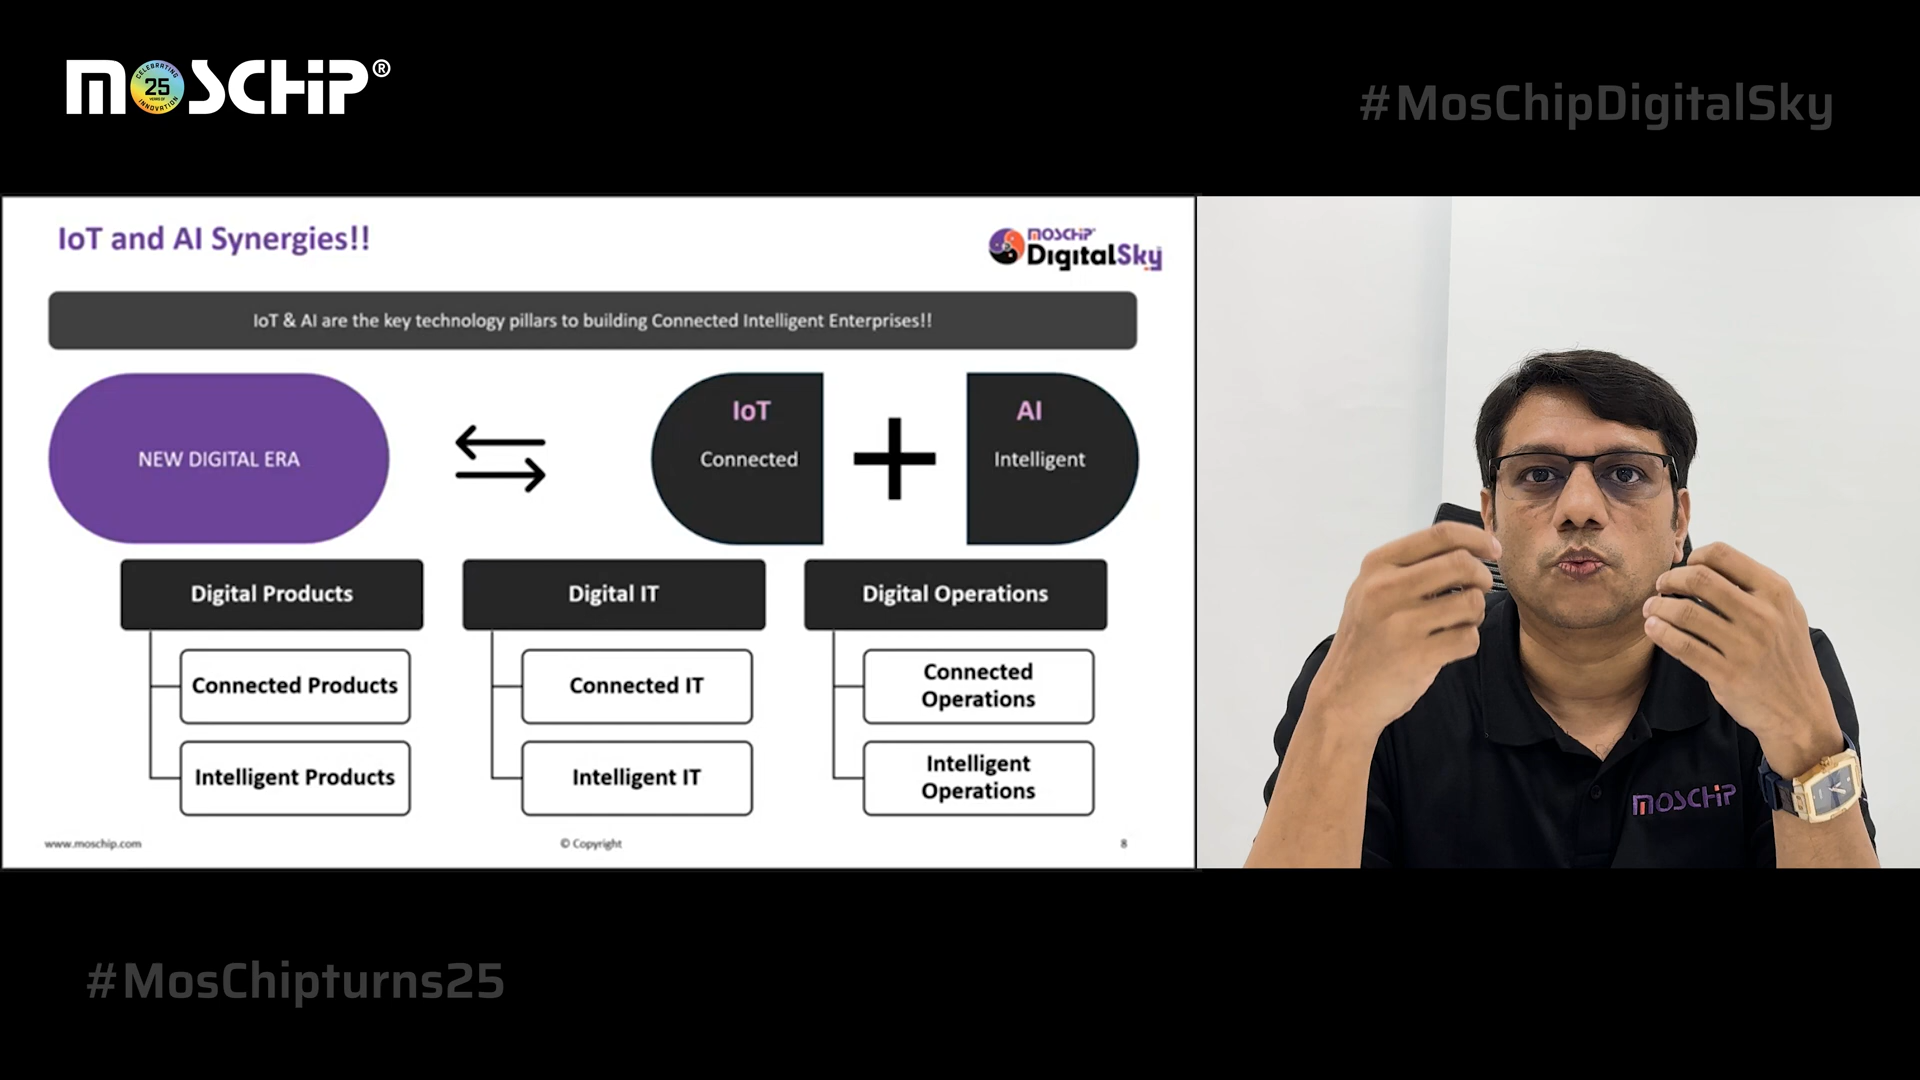 MOSCHIP®
CELEBRATING
25
YEARS OF
INNOVATION
#MosChipDigitalSky
IoT and AI Synergies!!
MOSCHIP
DigitalSky
IoT & AI are the key technology pillars to building Connected Intelligent Enterprises!!
NEW DIGITAL ERA
IoT
Connected
AI
Intelligent
Digital Products
Connected Products
Intelligent Products
Digital IT
Connected IT
Intelligent IT
Digital Operations
Connected
Operations
Intelligent
Operations
www.moschip.com
© Copyright
8
MOSCHIP
#MosChipturns25